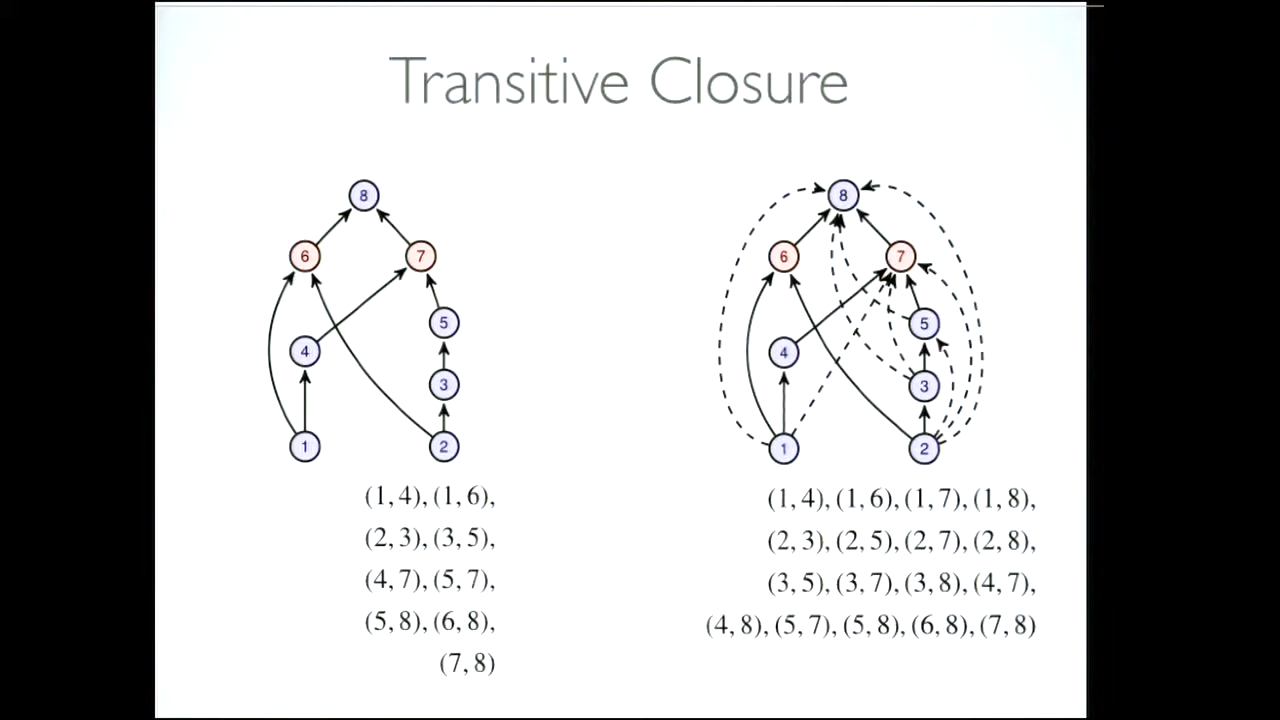 Transitive Closure
8
6 7
5
4
3
1 2
(1, 4), (1, 6),
(2, 3), (3, 5),
(4, 7), (5, 7),
(5, 8), (6, 8),
(7, 8)
8
6 7
5
4
3
1 2
(1, 4), (1, 6), (1, 7), (1, 8),
(2, 3), (2, 5), (2, 7), (2, 8),
(3, 5), (3, 7), (3, 8), (4, 7),
(4, 8), (5, 7), (5, 8), (6, 8), (7, 8)